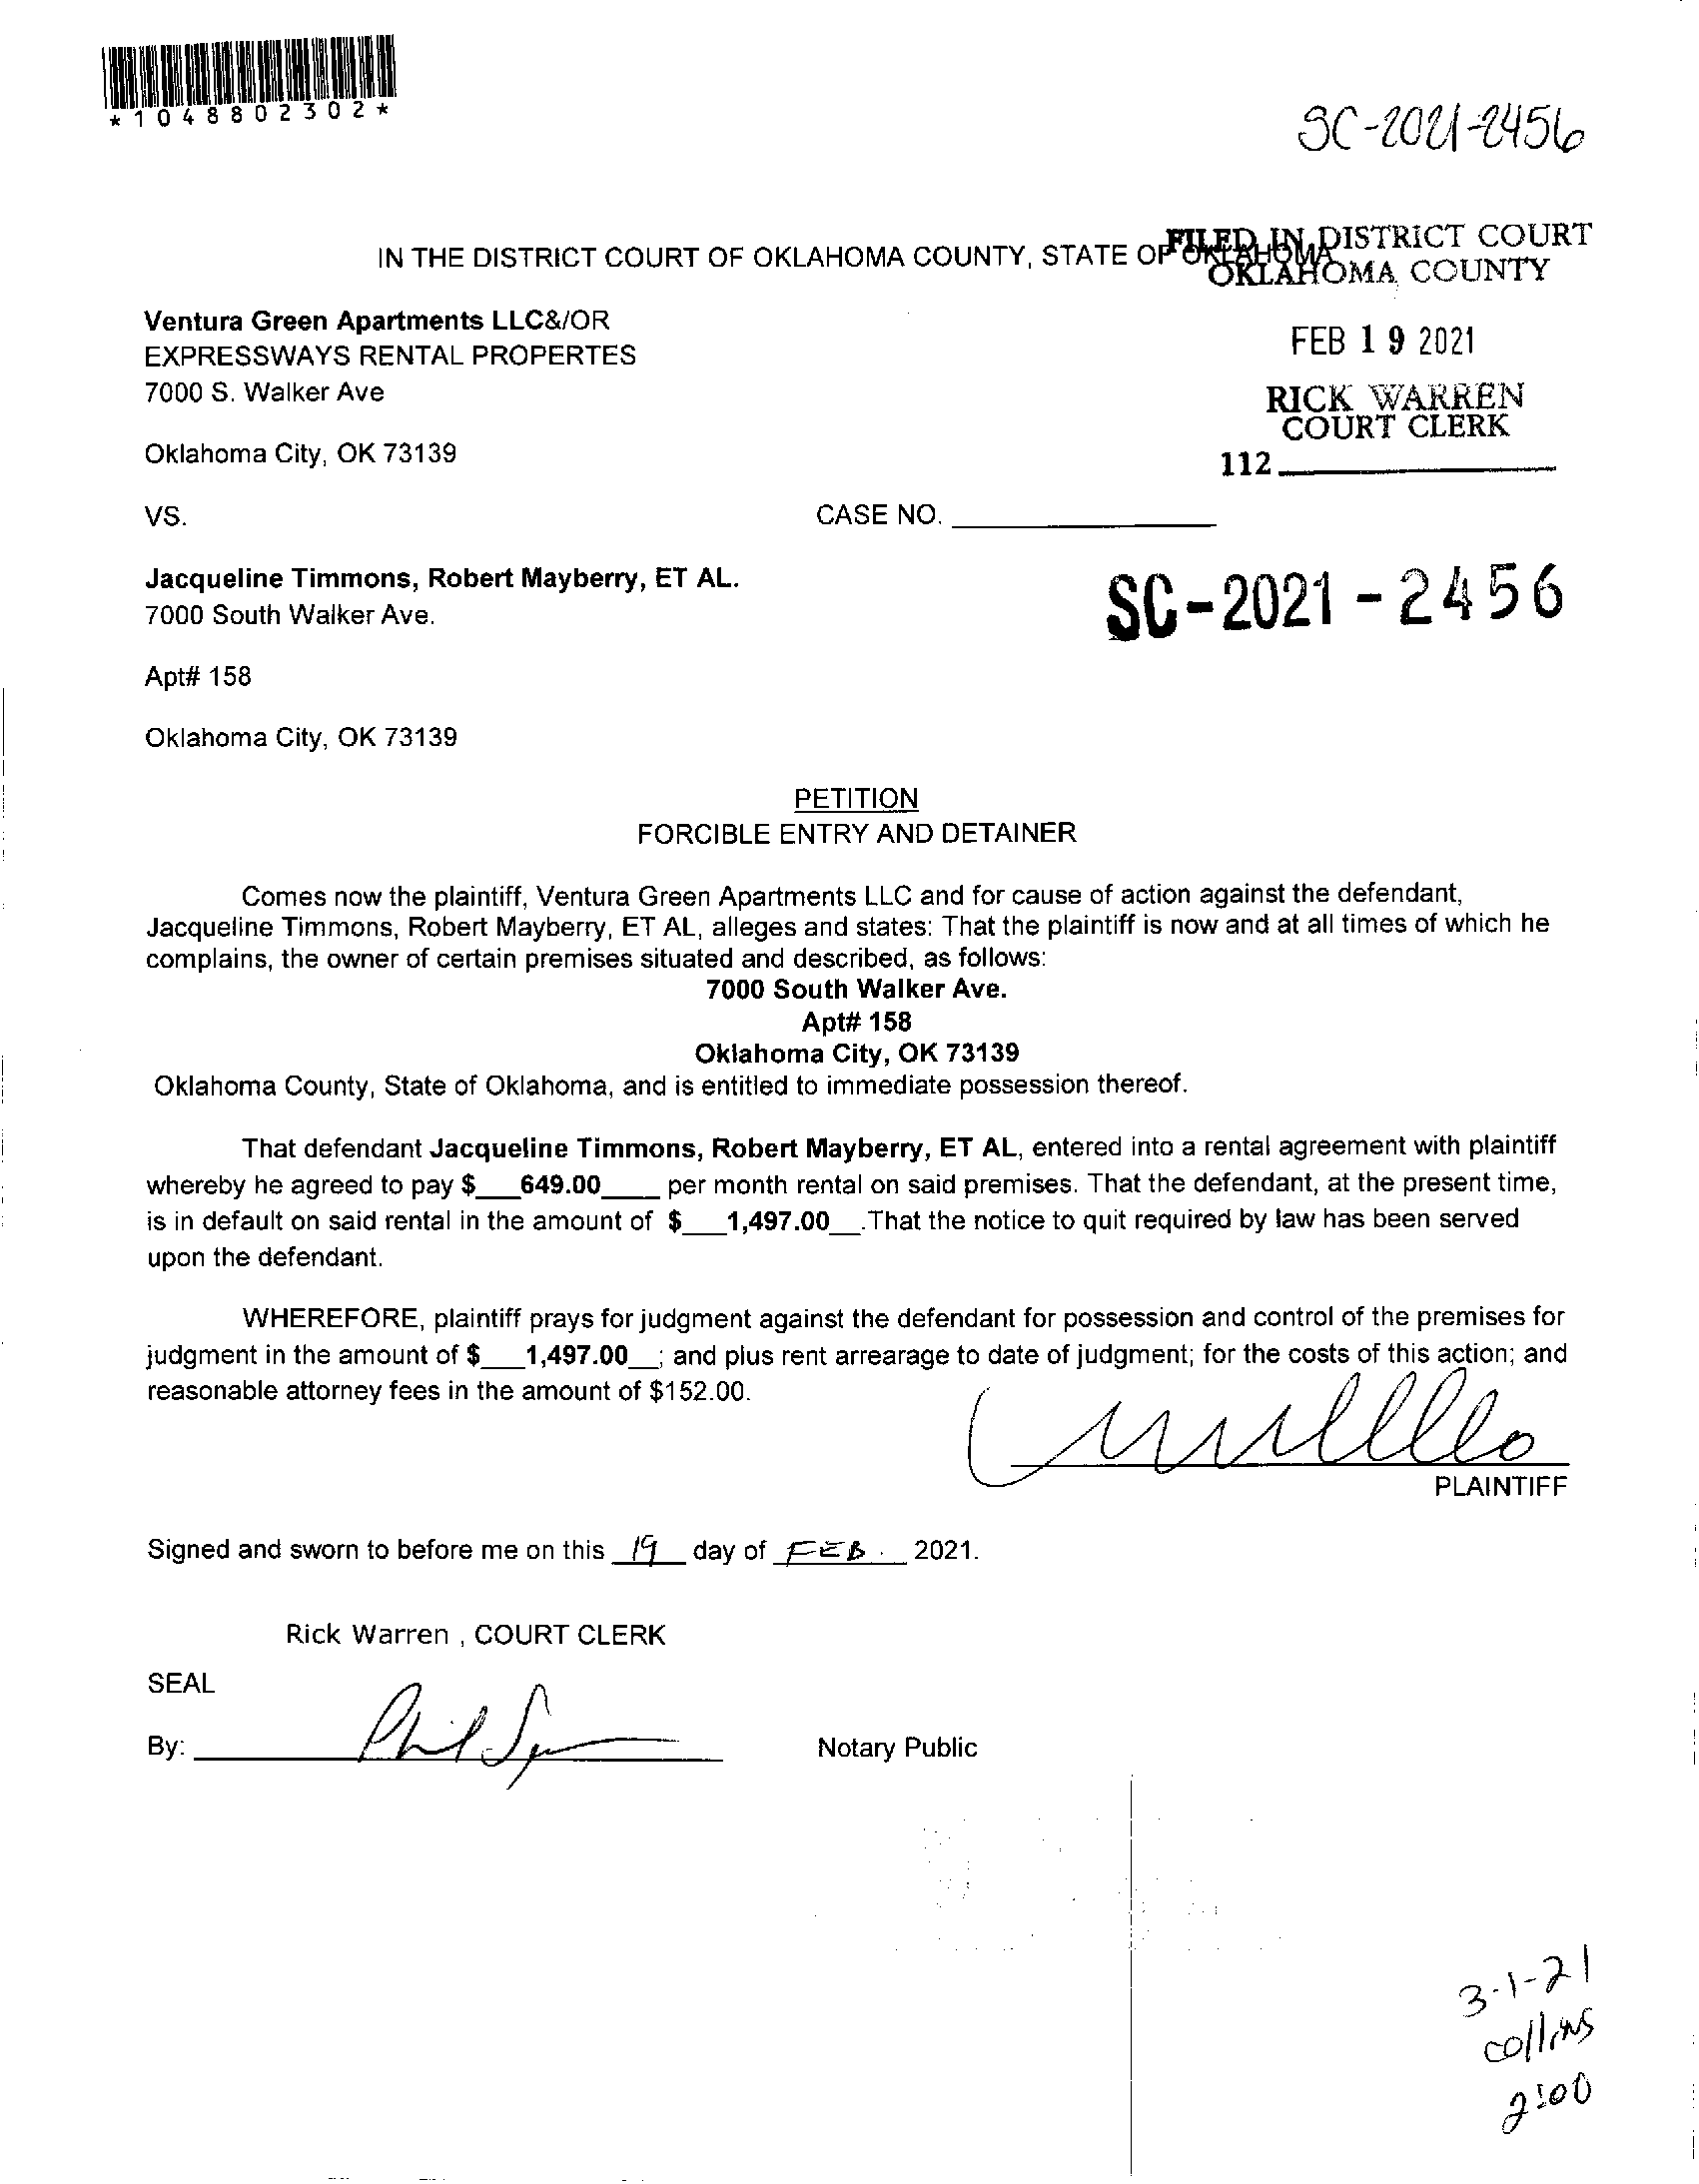 *1048802302*
SC-2021-2456
IN THE DISTRICT COURT OF OKLAHOMA COUNTY, STATE OF OKLAHOMA
FILED IN DISTRICT COURT
OKLAHOMA COUNTY
FEB 19 2021
RICK WARREN
COURT CLERK
112
Ventura Green Apartments LLC&/OR
EXPRESSWAYS RENTAL PROPERTES
7000 S. Walker Ave
Oklahoma City, OK 73139
VS.
CASE NO.
Jacqueline Timmons, Robert Mayberry, ET AL.
SC-2021-2456
7000 South Walker Ave.
Apt# 158
Oklahoma City, OK 73139
PETITION
FORCIBLE ENTRY AND DETAINER
Comes now the plaintiff, Ventura Green Apartments LLC and for cause of action against the defendant,
Jacqueline Timmons, Robert Mayberry, ET AL, alleges and states: That the plaintiff is now and at all times of which he
complains, the owner of certain premises situated and described, as follows:
7000 South Walker Ave.
Apt# 158
Oklahoma City, OK 73139
Oklahoma County, State of Oklahoma, and is entitled to immediate possession thereof.
That defendant Jacqueline Timmons, Robert Mayberry, ET AL, entered into a rental agreement with plaintiff
whereby he agreed to pay $___649.00____ per month rental on said premises. That the defendant, at the present time,
is in default on said rental in the amount of $___1,497.00__.That the notice to quit required by law has been served
upon the defendant.
WHEREFORE, plaintiff prays for judgment against the defendant for possession and control of the premises for
judgment in the amount of $___1,497.00__; and plus rent arrearage to date of judgment; for the costs of this action; and
reasonable attorney fees in the amount of $152.00.
PLAINTIFF
Signed and sworn to before me on this 19 day of FEB. 2021.
Rick Warren , COURT CLERK
SEAL
By:
Notary Public
3-1-21
collins
2:00